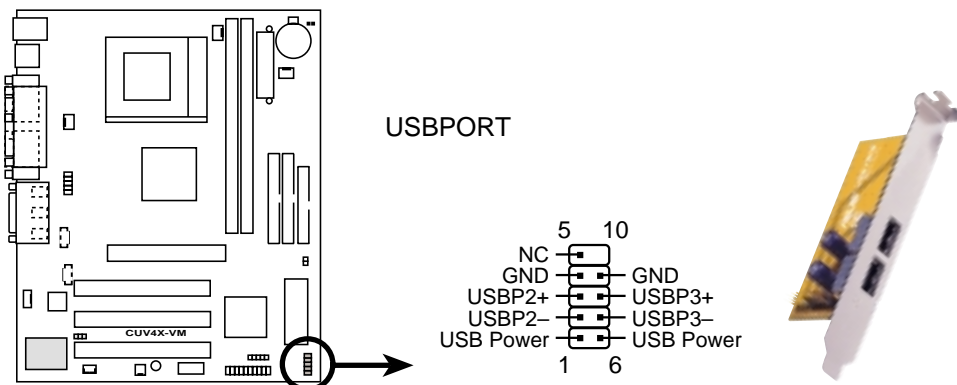 USBPORT
5 10
NC
GND GND
USBP2+ USBP3+
USBP2– USBP3–
USB Power USB Power
1 6
CUV4X-VM